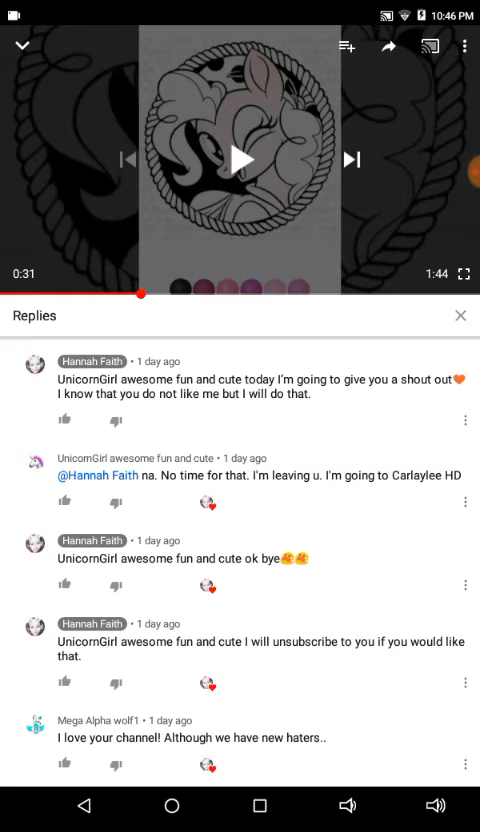 10:46 PM
0:31
1:44
Replies
Hannah Faith • 1 day ago
UnicornGirl awesome fun and cute today I'm going to give you a shout out🧡
I know that you do not like me but I will do that.
UnicornGirl awesome fun and cute • 1 day ago
@Hannah Faith na. No time for that. I'm leaving u. I'm going to Carlaylee HD
Hannah Faith • 1 day ago
UnicornGirl awesome fun and cute ok bye
Hannah Faith • 1 day ago
UnicornGirl awesome fun and cute I will unsubscribe to you if you would like
that.
Mega Alpha wolf1 • 1 day ago
I love your channel! Although we have new haters..